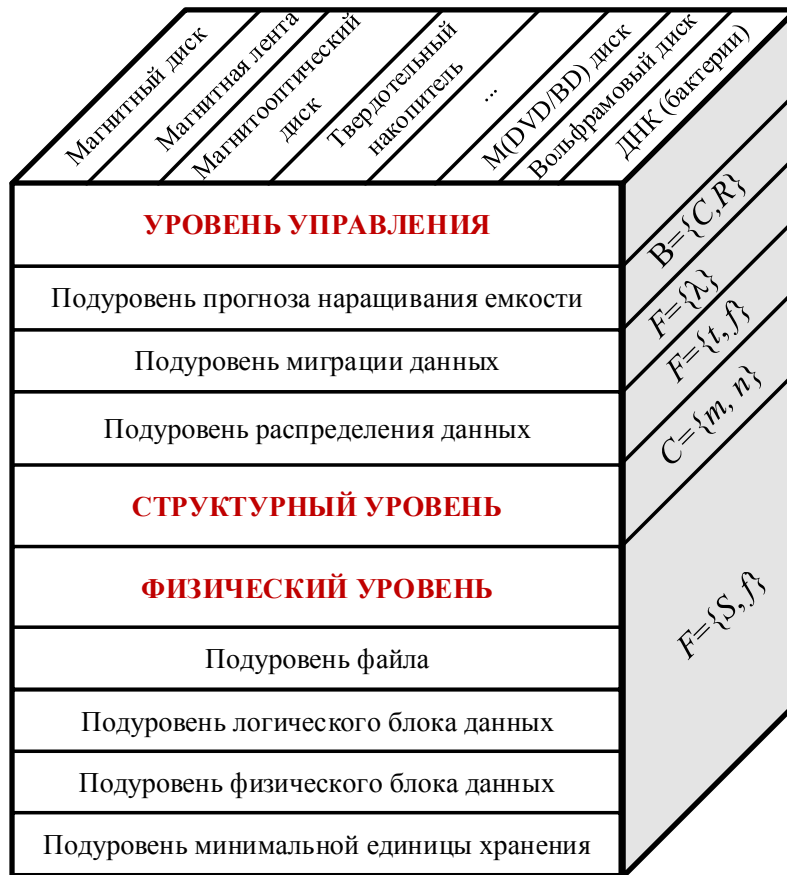 Магнитный диск
Магнитная лента
Магнитооптический
диск
Твердотельный
накопитель
...
M(DVD/BD) диск
Вольфрамовый диск
ДНК (бактерии)
УРОВЕНЬ УПРАВЛЕНИЯ
Подуровень прогноза наращивания емкости
Подуровень миграции данных
Подуровень распределения данных
СТРУКТУРНЫЙ УРОВЕНЬ
ФИЗИЧЕСКИЙ УРОВЕНЬ
Подуровень файла
Подуровень логического блока данных
Подуровень физического блока данных
Подуровень минимальной единицы хранения
B={C,R}
F={λ}
F={t, f}
C={m, n}
F={S, f}